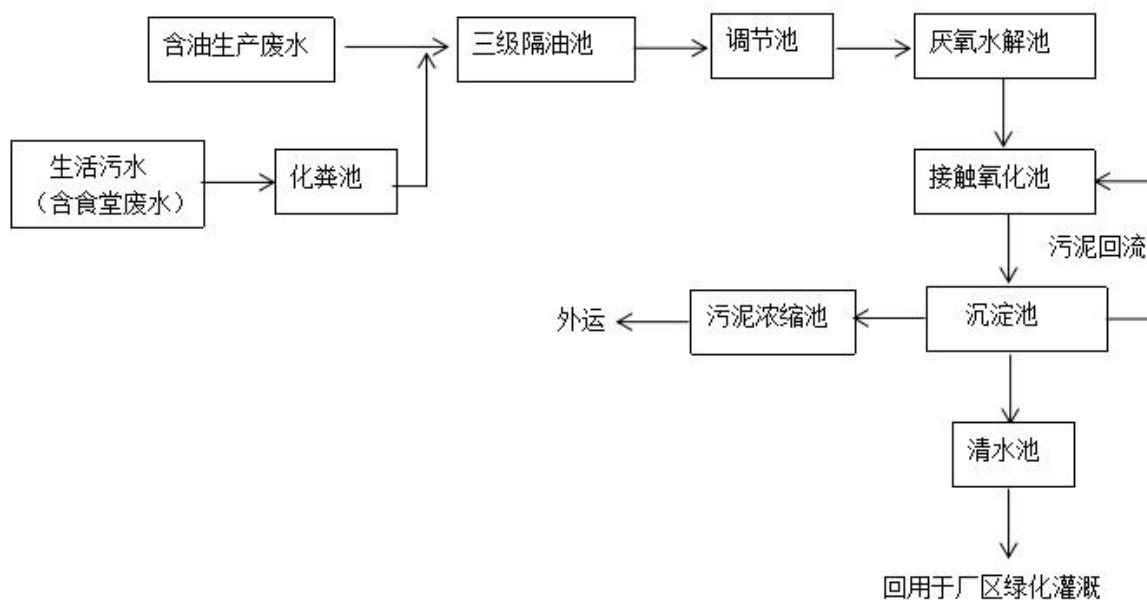 含油生产废水
三级隔油池
调节池
厌氧水解池
生活污水
（含食堂废水）
化粪池
接触氧化池
污泥回流
外运
污泥浓缩池
沉淀池
清水池
回用于厂区绿化灌溉